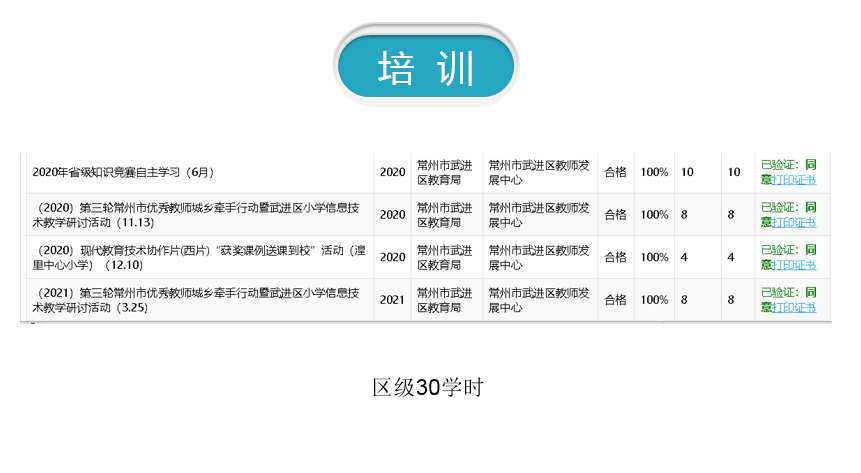 培 训
2020年省级知识竞赛自主学习（6月） 2020 常州市武进区教育局 常州市武进区教师发展中心 合格 100% 10 10 已验证：同意打印证书
（2020）第三轮常州市优秀教师城乡牵手行动暨武进区小学信息技术教学研讨活动（11.13） 2020 常州市武进区教育局 常州市武进区教师发展中心 合格 100% 8 8 已验证：同意打印证书
（2020）现代教育技术协作片(西片)“获奖课例送课到校”活动（湟里中心小学）（12.10） 2020 常州市武进区教育局 常州市武进区教师发展中心 合格 100% 4 4 已验证：同意打印证书
（2021）第三轮常州市优秀教师城乡牵手行动暨武进区小学信息技术教学研讨活动（3.25） 2021 常州市武进区教育局 常州市武进区教师发展中心 合格 100% 8 8 已验证：同意打印证书
区级30学时